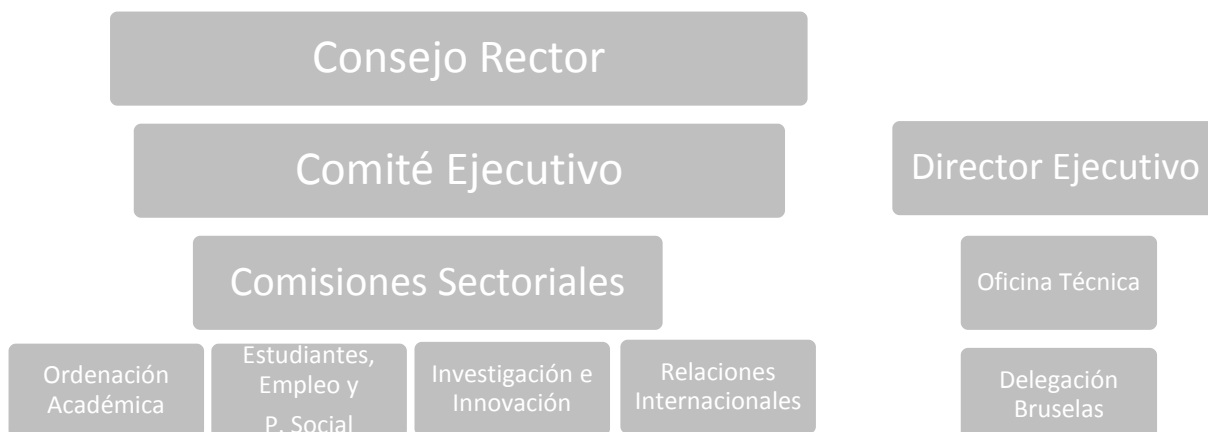 Consejo Rector
Comité Ejecutivo
Director Ejecutivo
Comisiones Sectoriales
Oficina Técnica
Ordenación
Académica
Estudiantes,
Empleo y
P. Social
Investigación e
Innovación
Relaciones
Internacionales
Delegación
Bruselas